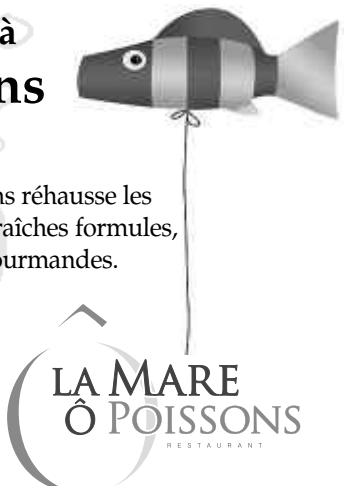 à
ns
ns réhausse les
raîches formules,
ourmandes.
LA MARE
Ô POISSONS
RESTAURANT